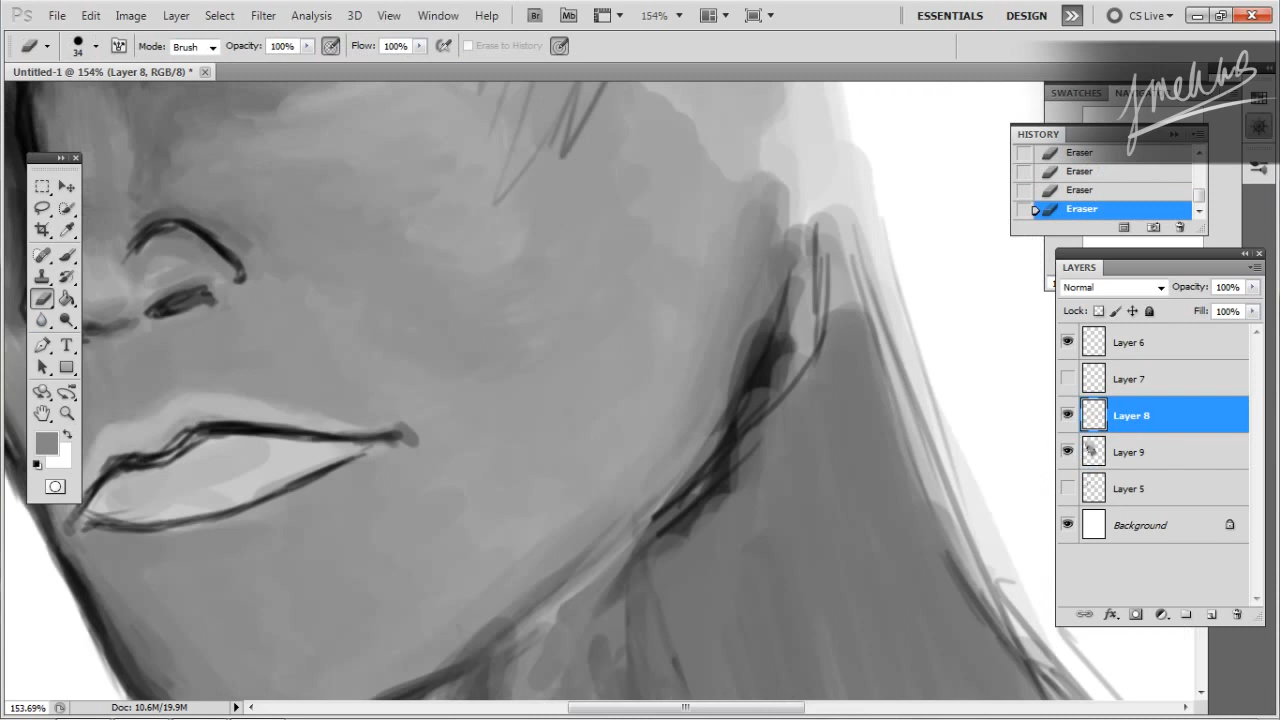 Ps File Edit Image Layer Select Filter Analysis 3D View Window Help Br Mb 154% ESSENTIALS DESIGN CS Live
34 Mode: Brush Opacity: 100% Flow: 100% Erase to History
Untitled-1 @ 154% (Layer 8, RGB/8) *
SWATCHES
HISTORY
Eraser
Eraser
Eraser
Eraser
LAYERS
Normal Opacity: 100%
Lock: Fill: 100%
Layer 6
Layer 7
Layer 8
Layer 9
Layer 5
Background
153.69% Doc: 10.6M/19.9M